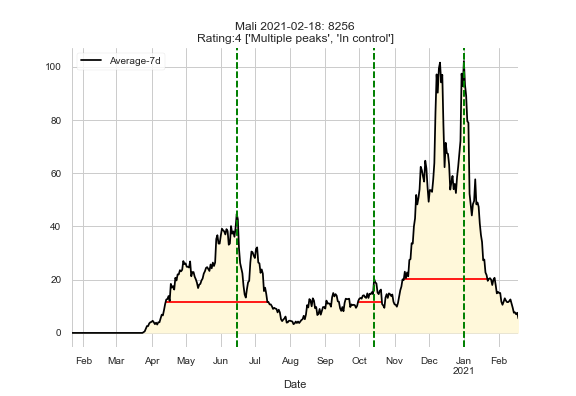 Mali 2021-02-18: 8256
Rating:4 ['Multiple peaks', 'In control']
Average-7d
100
80
60
40
20
0
Feb Mar Apr May Jun Jul Aug Sep Oct Nov Dec Jan Feb
2021
Date